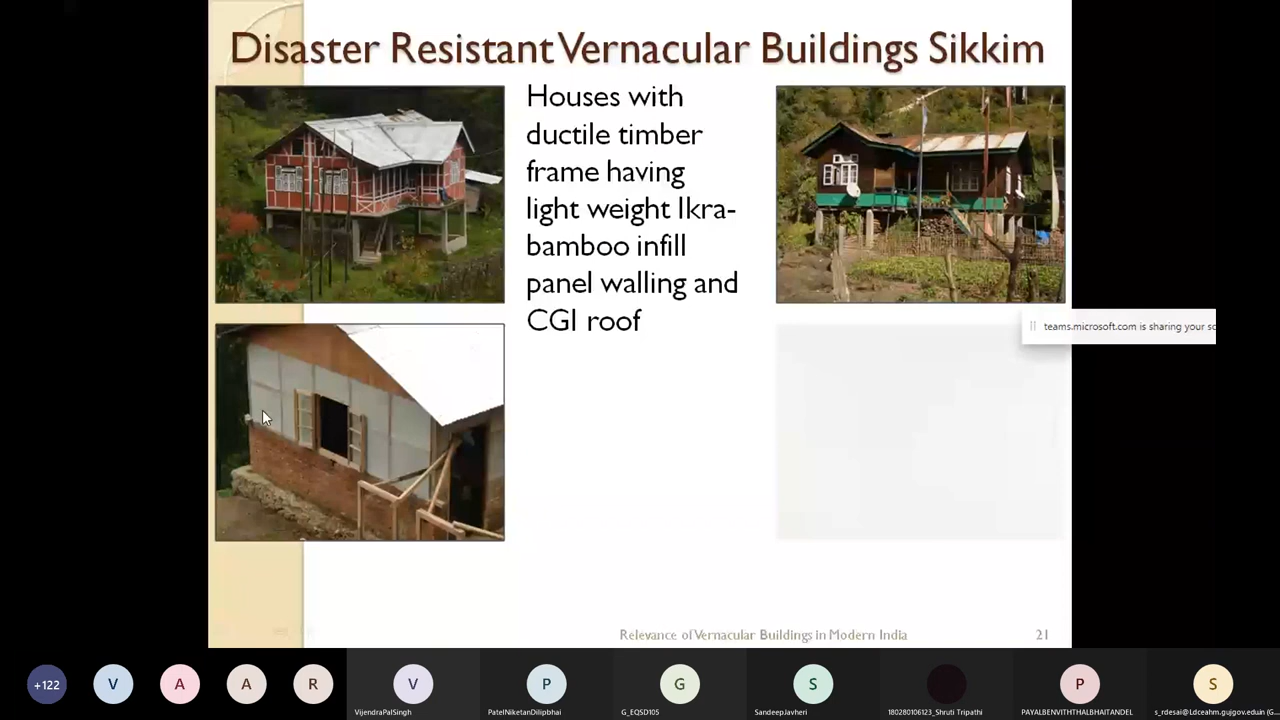 Disaster Resistant Vernacular Buildings Sikkim
Houses with
ductile timber
frame having
light weight Ikra-
bamboo infill
panel walling and
CGI roof
teams.microsoft.com is sharing your sc
Relevance of Vernacular Buildings in Modern India
21
+122
V
A
A
R
V
P
G
S
P
S
VijendraPalSingh
PatelNiketanDilipbhai
G_EQSD105
SandeepJavheri
180280106123_Shruti Tripathi
PAYALBENVITHTHALBHAITANDEL
s_rdesai@Ldceahm.gujgov.eduin (G...